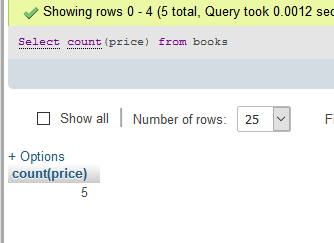 Showing rows 0 - 4 (5 total, Query took 0.0012 sec
Select count(price) from books
Show all
Number of rows:
25
+ Options
count(price)
5